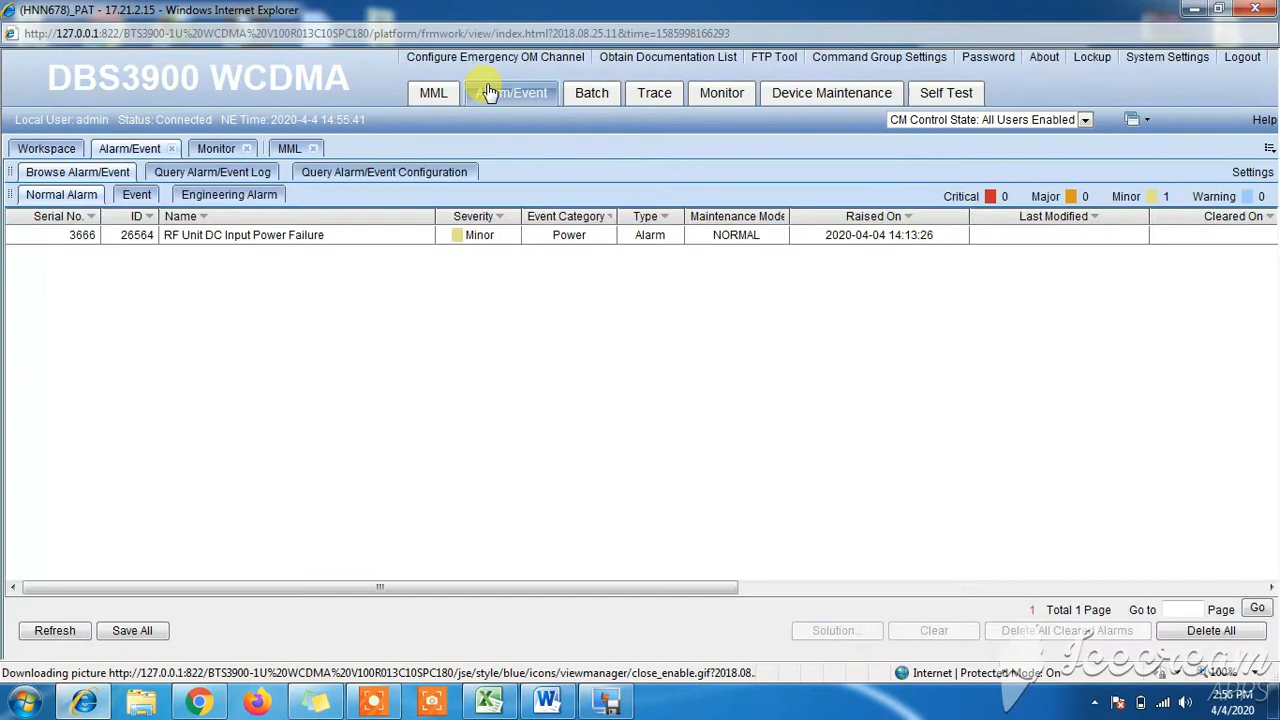 (HNN678)_PAT - 17.21.2.15 - Windows Internet Explorer
http://127.0.0.1:822/BTS3900-1U%20WCDMA%20V100R013C10SPC180/platform/frmwork/view/index.html?2018.08.25.11&time=1585998166293
Configure Emergency OM Channel Obtain Documentation List FTP Tool Command Group Settings Password About Lockup System Settings Logout
DBS3900 WCDMA
MML Alarm/Event Batch Trace Monitor Device Maintenance Self Test
Local User: admin Status: Connected NE Time: 2020-4-4 14:55:41 CM Control State: All Users Enabled Help
Workspace Alarm/Event Monitor MML
Browse Alarm/Event Query Alarm/Event Log Query Alarm/Event Configuration Settings
Normal Alarm Event Engineering Alarm Critical 0 Major 0 Minor 1 Warning 0
Serial No. ID Name Severity Event Category Type Maintenance Mode Raised On Last Modified Cleared On
3666 26564 RF Unit DC Input Power Failure Minor Power Alarm NORMAL 2020-04-04 14:13:26
1 Total 1 Page Go to Page Go
Refresh Save All Solution... Clear Delete All Cleared Alarms Delete All
Downloading picture http://127.0.0.1:822/BTS3900-1U%20WCDMA%20V100R013C10SPC180/jse/style/blue/icons/viewmanager/close_enable.gif?2018.08.. Internet | Protected Mode: On 100%
2:56 PM
4/4/2020